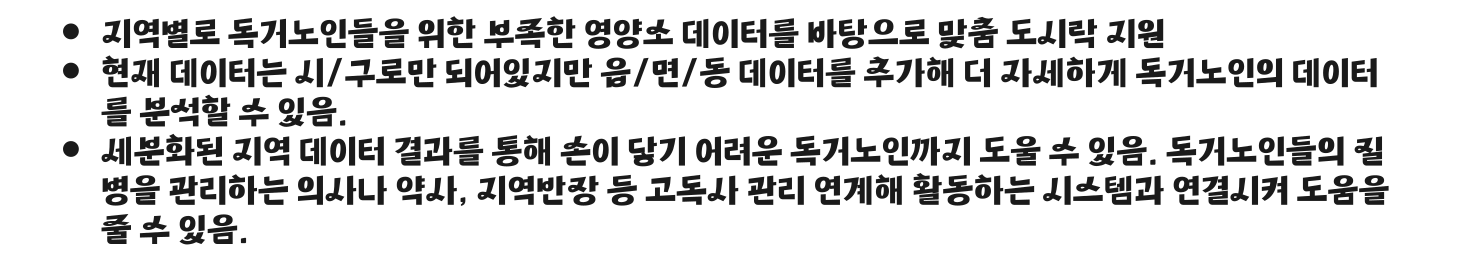 • 지역별로 독거노인들을 위한 부족한 영양소 데이터를 바탕으로 맞춤 도시락 지원
• 현재 데이터는 시/구로만 되어있지만 읍/면/동 데이터를 추가해 더 자세하게 독거노인의 데이터
를 분석할 수 있음.
• 세분화된 지역 데이터 결과를 통해 손이 닿기 어려운 독거노인까지 도울 수 있음. 독거노인들의 질
병을 관리하는 의사나 약사, 지역반장 등 고독사 관리 연계해 활동하는 시스템과 연결시켜 도움을
줄 수 있음.